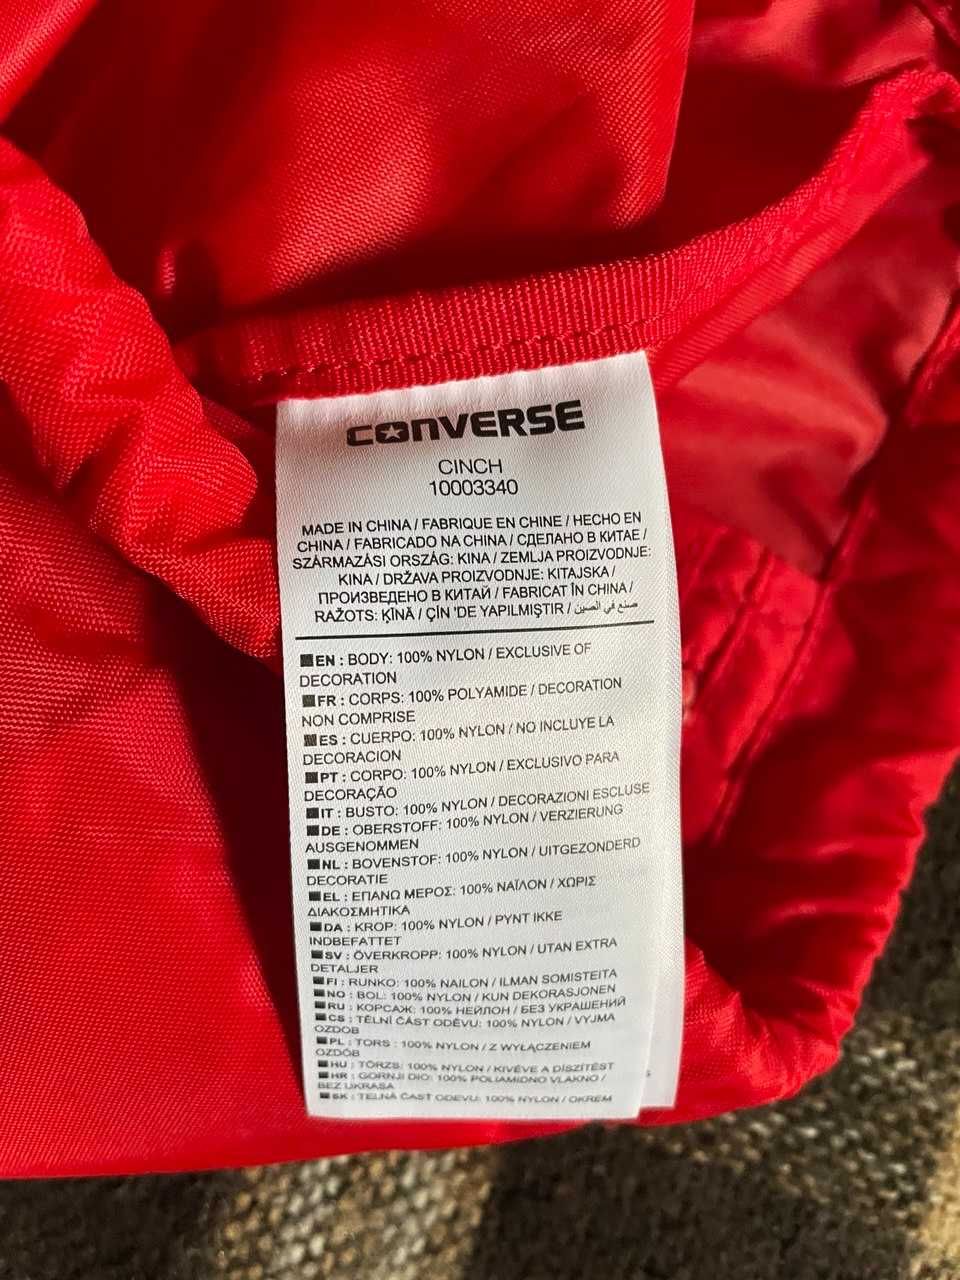 CONVERSE
CINCH
10003340
MADE IN CHINA / FABRIQUE EN CHINE / HECHO EN
CHINA / FABRICADO NA CHINA / СДЕЛАНО В КИТАЕ /
SZÁRMAZÁSI ORSZÁG: KINA / ZEMLJA PROIZVODNJE:
KINA / DRŽAVA PROIZVODNJE: KITAJSKA /
ПРОИЗВЕДЕНО В КИТАЙ / FABRICAT ÎN CHINA /
RAŽOTS: ĶĪNĀ / ÇİN 'DE YAPILMIŞTIR / صنع في الصين
EN : BODY: 100% NYLON / EXCLUSIVE OF
DECORATION
FR : CORPS: 100% POLYAMIDE / DECORATION
NON COMPRISE
ES : CUERPO: 100% NYLON / NO INCLUYE LA
DECORACION
PT : CORPO: 100% NYLON / EXCLUSIVO PARA
DECORAÇÃO
IT : BUSTO: 100% NYLON / DECORAZIONI ESCLUSE
DE : OBERSTOFF: 100% NYLON / VERZIERUNG
AUSGENOMMEN
NL : BOVENSTOF: 100% NYLON / UITGEZONDERD
DECORATIE
EL : ΕΠΑΝΩ ΜΕΡΟΣ: 100% ΝΑΪΛΟΝ / ΧΩΡΙΣ
ΔΙΑΚΟΣΜΗΤΙΚΑ
DA : KROP: 100% NYLON / PYNT IKKE
INDBEFATTET
SV : ÖVERKROPP: 100% NYLON / UTAN EXTRA
DETALJER
FI : RUNKO: 100% NAILON / ILMAN SOMISTEITA
NO : BOL: 100% NYLON / KUN DEKORASJONEN
RU : КОРСАЖ: 100% НЕЙЛОН / БЕЗ УКРАШЕНИЙ
CS : TĚLNÍ ČÁST ODĚVU: 100% NYLON / VYJMA
OZDOB
PL : TORS : 100% NYLON / Z WYŁĄCZENIEM
OZDÓB
HU : TÖRZS: 100% NYLON / KIVÉVE A DÍSZÍTÉST
HR : GORNJI DIO: 100% POLIAMIDNO VLAKNO /
BEZ UKRASA
SK : TELNÁ ČASŤ ODEVU: 100% NYLON / OKREM